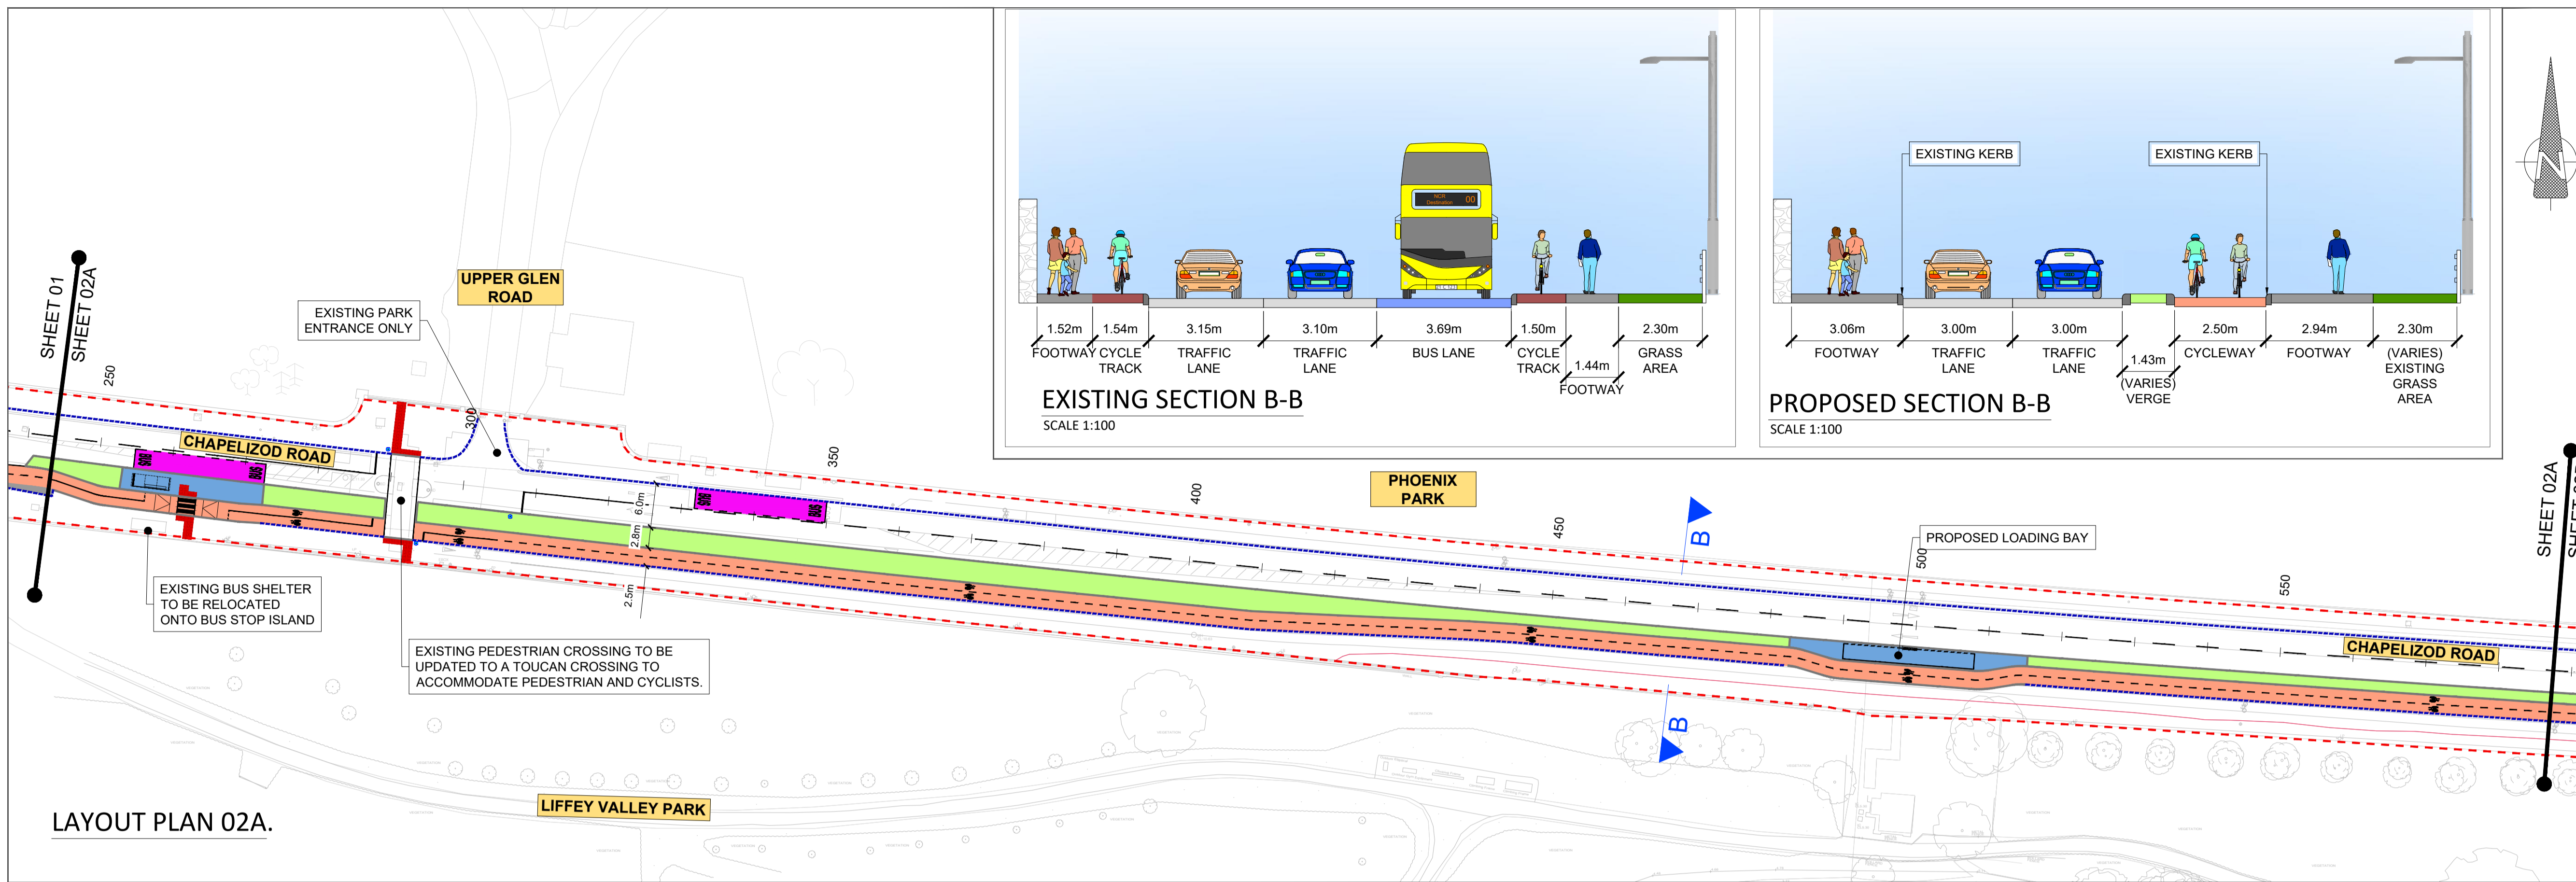 SHEET 01
SHEET 02A
250
CHAPELIZOD ROAD
EXISTING PARK
ENTRANCE ONLY
UPPER GLEN
ROAD
300
350
400
450
500
550
BUS
BUS
BUS
BUS
6.0m
2.8m
2.5m
EXISTING BUS SHELTER
TO BE RELOCATED
ONTO BUS STOP ISLAND
EXISTING PEDESTRIAN CROSSING TO BE
UPDATED TO A TOUCAN CROSSING TO
ACCOMMODATE PEDESTRIAN AND CYCLISTS.
PHOENIX
PARK
B
B
PROPOSED LOADING BAY
CHAPELIZOD ROAD
SHEET 02A
LIFFEY VALLEY PARK
LAYOUT PLAN 02A.
NCR
Destination
00
1.52m
1.54m
3.15m
3.10m
3.69m
1.50m
2.30m
FOOTWAY
CYCLE
TRACK
TRAFFIC
LANE
TRAFFIC
LANE
BUS LANE
CYCLE
TRACK
1.44m
FOOTWAY
GRASS
AREA
EXISTING SECTION B-B
SCALE 1:100
EXISTING KERB
EXISTING KERB
3.06m
3.00m
3.00m
2.50m
2.94m
2.30m
FOOTWAY
TRAFFIC
LANE
TRAFFIC
LANE
1.43m
(VARIES)
VERGE
CYCLEWAY
FOOTWAY
(VARIES)
EXISTING
GRASS
AREA
PROPOSED SECTION B-B
SCALE 1:100
N